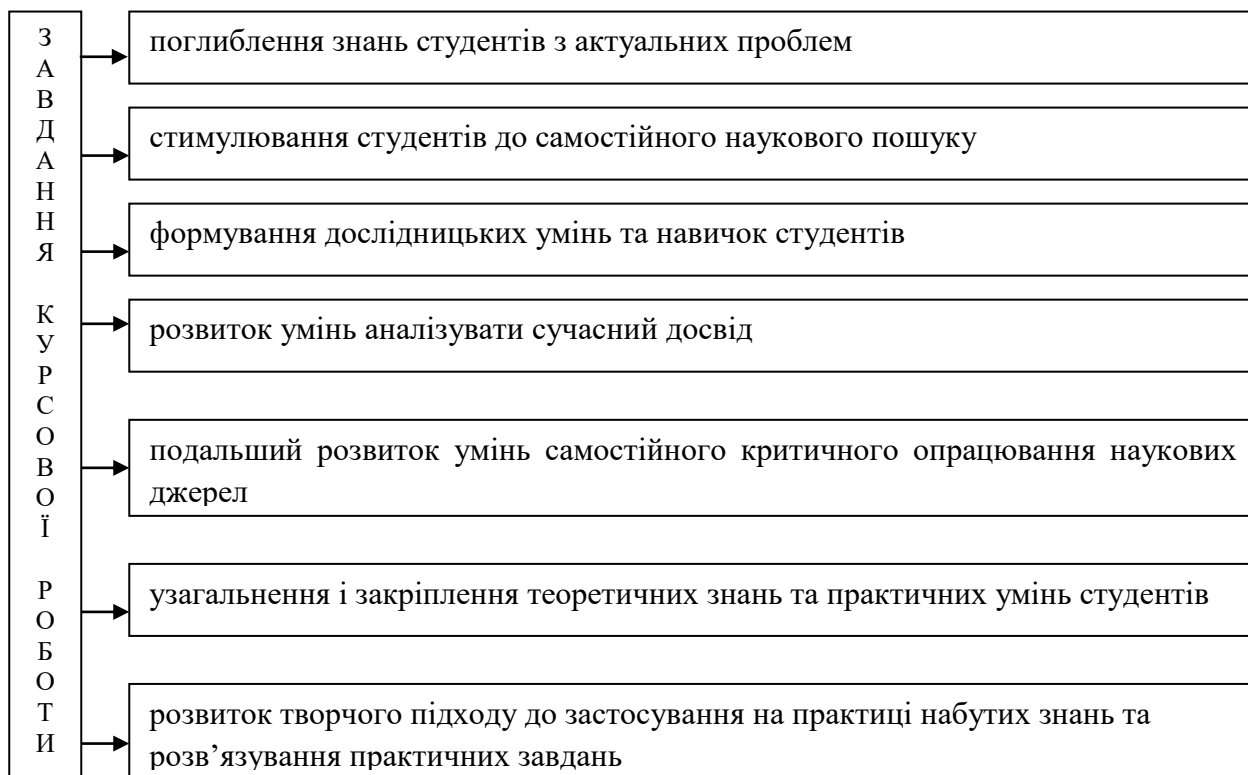 ЗАВДАННЯ КУРСОВОЇ РОБОТИ
поглиблення знань студентів з актуальних проблем
стимулювання студентів до самостійного наукового пошуку
формування дослідницьких умінь та навичок студентів
розвиток умінь аналізувати сучасний досвід
подальший розвиток умінь самостійного критичного опрацювання наукових
джерел
узагальнення і закріплення теоретичних знань та практичних умінь студентів
розвиток творчого підходу до застосування на практиці набутих знань та
розв’язування практичних завдань